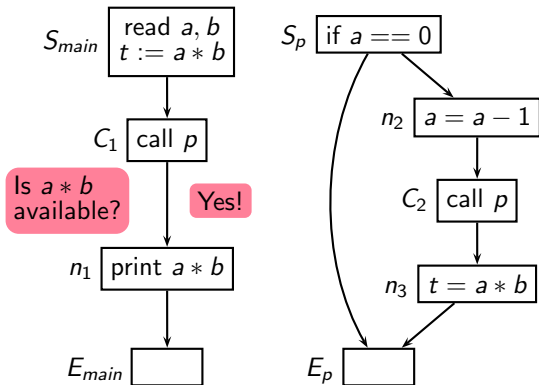 S_main
read a, b
t := a * b
C_1
call p
Is a * b
available?
Yes!
n_1
print a * b
E_main
S_p
if a == 0
n_2
a = a − 1
C_2
call p
n_3
t = a * b
E_p